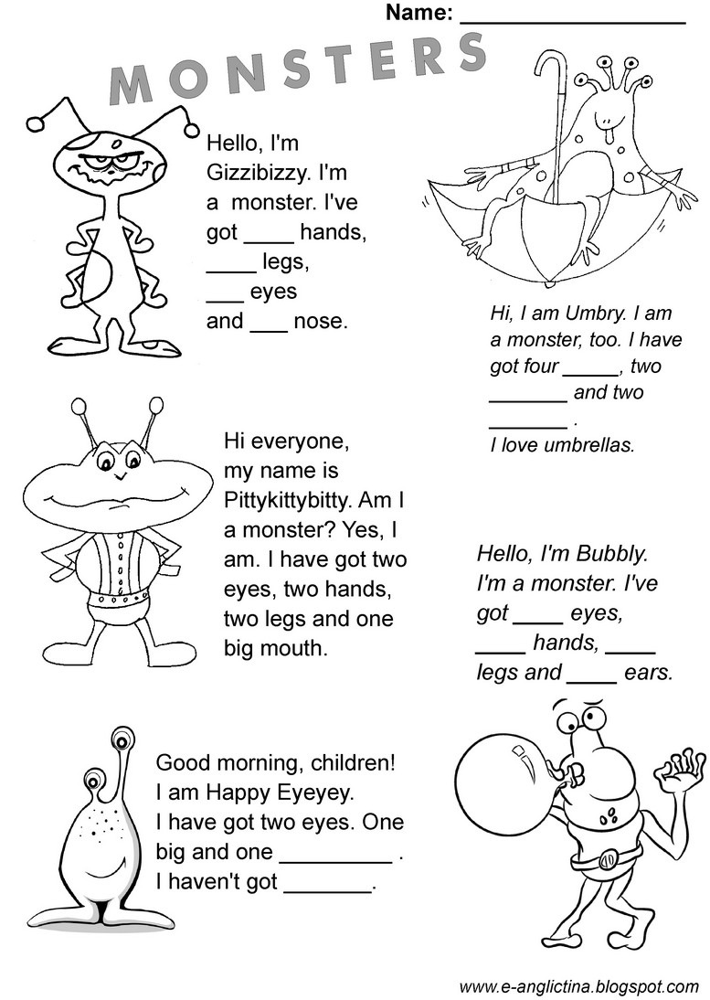 Name: ____________________
MONSTERS
Hello, I'm
Gizzibizzy. I'm
a monster. I've
got ____ hands,
____ legs,
___ eyes
and ___ nose.
Hi, I am Umbry. I am
a monster, too. I have
got four _____, two
_______ and two
_______ .
I love umbrellas.
Hi everyone,
my name is
Pittykittybitty. Am I
a monster? Yes, I
am. I have got two
eyes, two hands,
two legs and one
big mouth.
Hello, I'm Bubbly.
I'm a monster. I've
got ____ eyes,
____ hands, ____
legs and ____ ears.
Good morning, children!
I am Happy Eyeyey.
I have got two eyes. One
big and one _________ .
I haven't got _______.
www.e-anglictina.blogspot.com